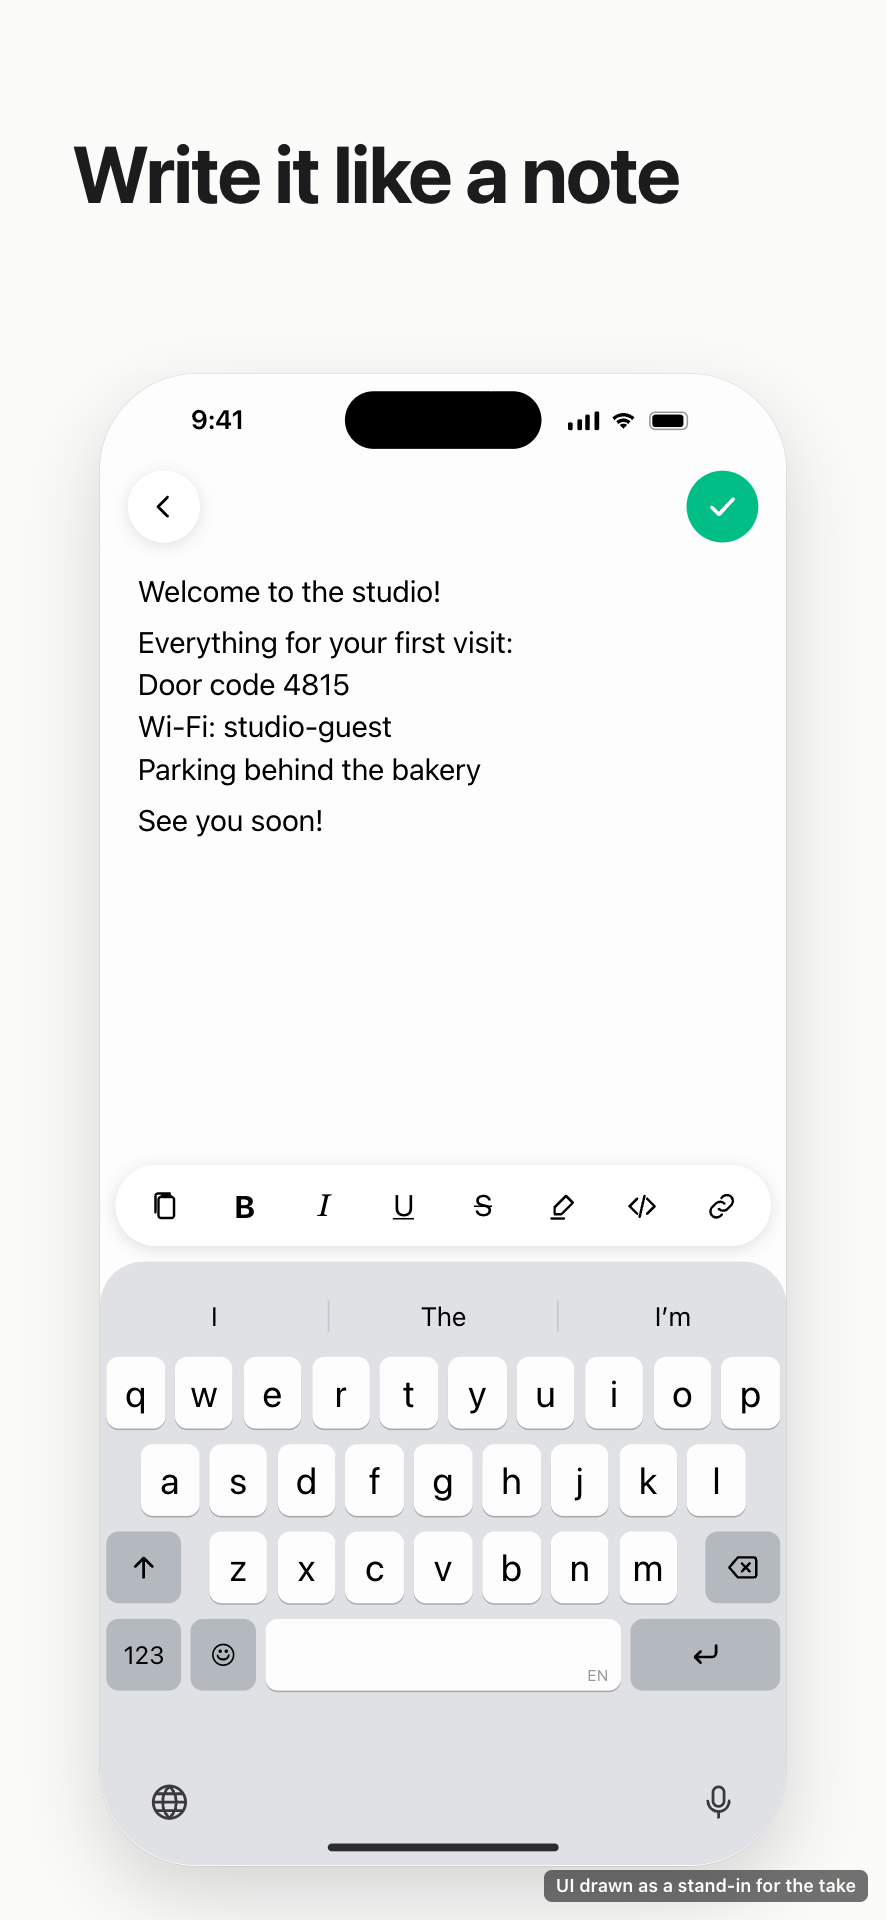 Write it like a note
9:41
Welcome to the studio!
Everything for your first visit:
Door code 4815
Wi-Fi: studio-guest
Parking behind the bakery
See you soon!
B I U S </>
I The I’m
q w e r t y u i o p
a s d f g h j k l
z x c v b n m
123
EN
UI drawn as a stand-in for the take